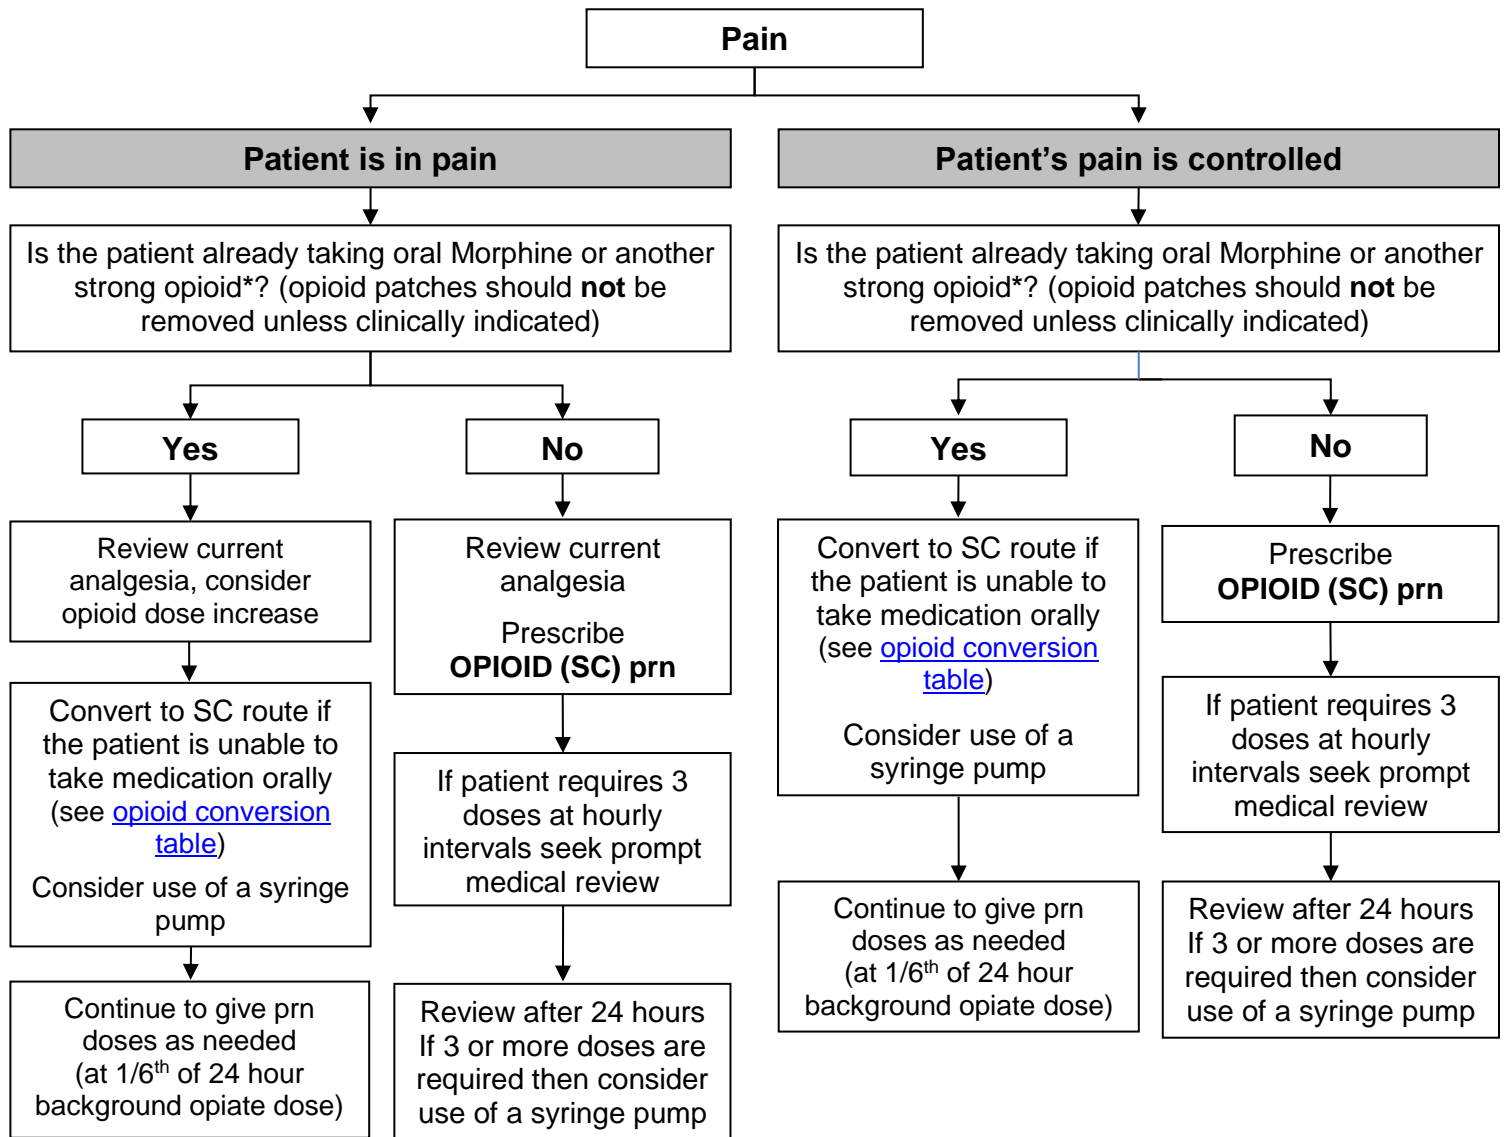 Pain
Patient is in pain
Is the patient already taking oral Morphine or another
strong opioid*? (opioid patches should not be
removed unless clinically indicated)
Yes
Review current
analgesia, consider
opioid dose increase
Convert to SC route if
the patient is unable to
take medication orally
(see opioid conversion
table)
Consider use of a syringe
pump
Continue to give prn
doses as needed
(at 1/6th of 24 hour
background opiate dose)
No
Review current
analgesia
Prescribe
OPIOID (SC) prn
If patient requires 3
doses at hourly
intervals seek prompt
medical review
Review after 24 hours
If 3 or more doses are
required then consider
use of a syringe pump
Patient’s pain is controlled
Is the patient already taking oral Morphine or another
strong opioid*? (opioid patches should not be
removed unless clinically indicated)
Yes
Convert to SC route if
the patient is unable to
take medication orally
(see opioid conversion
table)
Consider use of a
syringe pump
Continue to give prn
doses as needed
(at 1/6th of 24 hour
background opiate dose)
No
Prescribe
OPIOID (SC) prn
If patient requires 3
doses at hourly
intervals seek prompt
medical review
Review after 24 hours
If 3 or more doses are
required then consider
use of a syringe pump